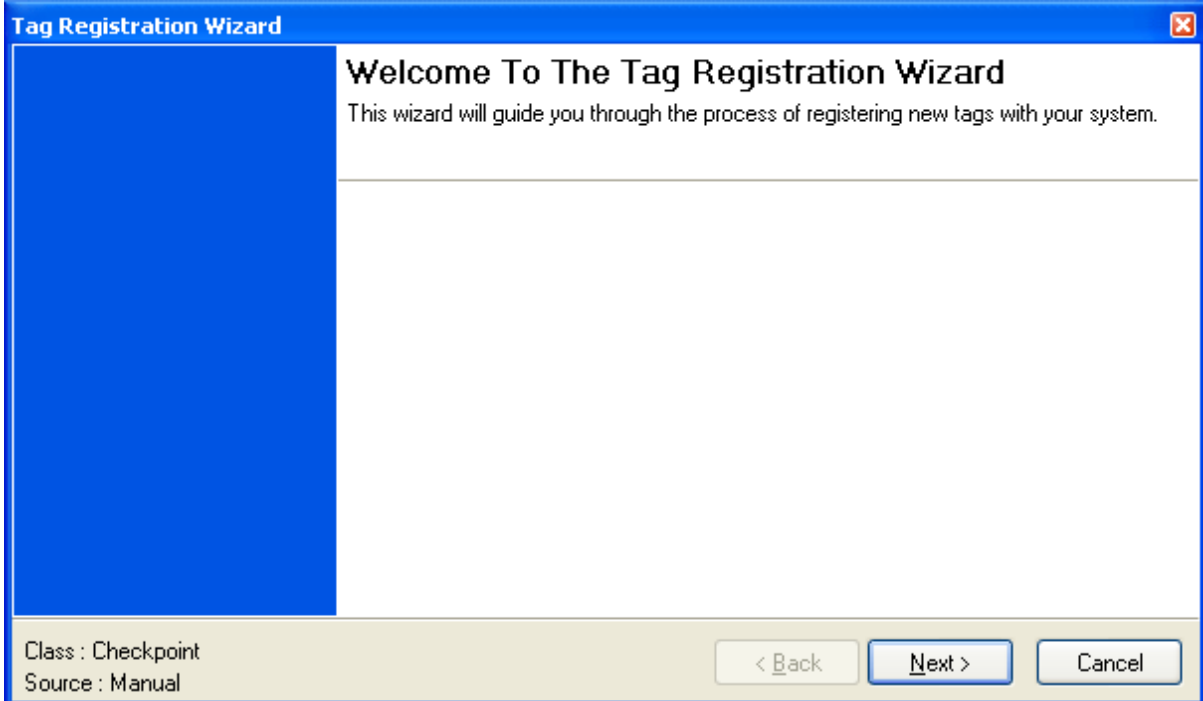 Tag Registration Wizard
Welcome To The Tag Registration Wizard
This wizard will guide you through the process of registering new tags with your system.
Class : Checkpoint
Source : Manual
< Back
Next >
Cancel